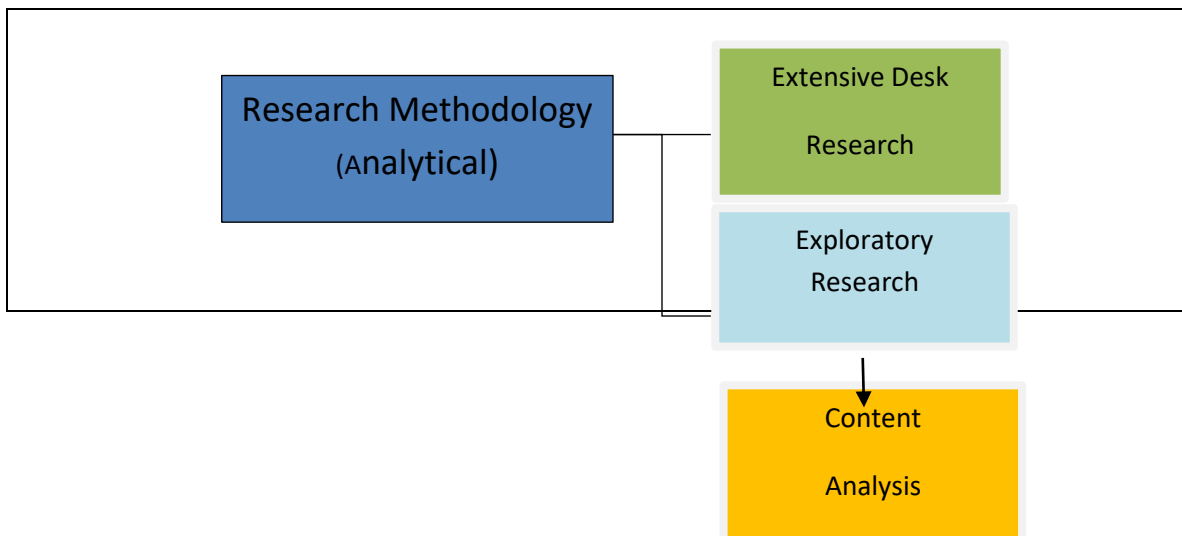 Research Methodology
(Analytical)
Extensive Desk
Research
Exploratory
Research
Content
Analysis